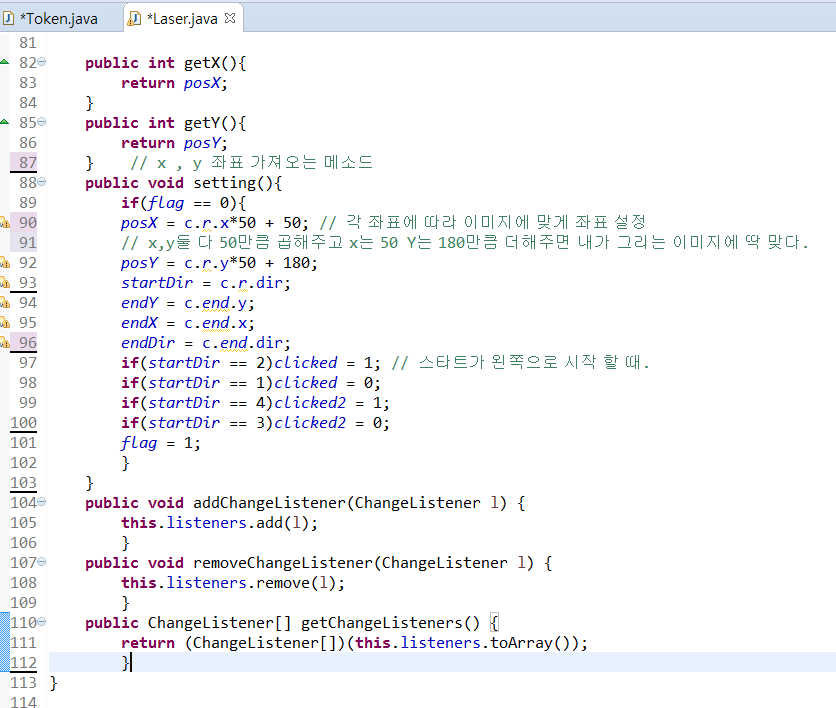 *Token.java *Laser.java
81
82 public int getX(){
83 return posX;
84 }
85 public int getY(){
86 return posY;
87 } // x , y 좌표 가져오는 메소드
88 public void setting(){
89 if(flag == 0){
90 posX = c.r.x*50 + 50; // 각 좌표에 따라 이미지에 맞게 좌표 설정
91 // x,y둘 다 50만큼 곱해주고 x는 50 Y는 180만큼 더해주면 내가 그리는 이미지에 딱 맞다.
92 posY = c.r.y*50 + 180;
93 startDir = c.r.dir;
94 endY = c.end.y;
95 endX = c.end.x;
96 endDir = c.end.dir;
97 if(startDir == 2)clicked = 1; // 스타트가 왼쪽으로 시작 할 때.
98 if(startDir == 1)clicked = 0;
99 if(startDir == 4)clicked2 = 1;
100 if(startDir == 3)clicked2 = 0;
101 flag = 1;
102 }
103 }
104 public void addChangeListener(ChangeListener l) {
105 this.listeners.add(l);
106 }
107 public void removeChangeListener(ChangeListener l) {
108 this.listeners.remove(l);
109 }
110 public ChangeListener[] getChangeListeners() {
111 return (ChangeListener[])(this.listeners.toArray());
112 }
113 }
114